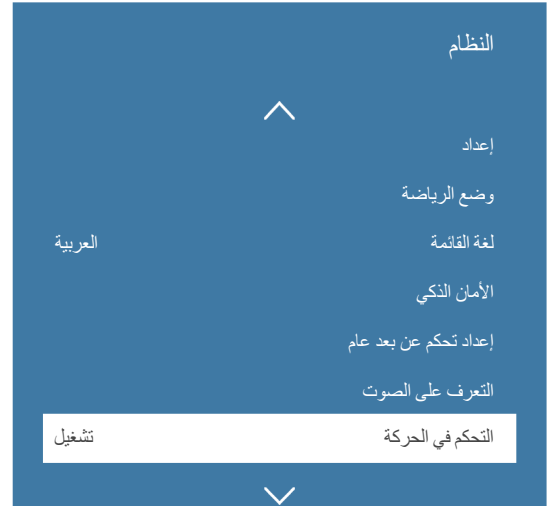 النظام
إعداد
وضع الرياضة
لغة القائمة العربية
الأمان الذكي
إعداد تحكم عن بعد عام
التعرف على الصوت
التحكم في الحركة تشغيل